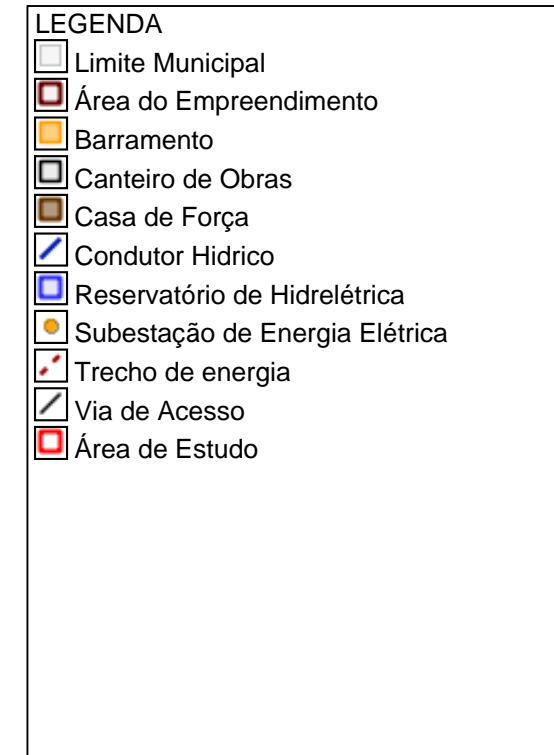 LEGENDA
Limite Municipal
Área do Empreendimento
Barramento
Canteiro de Obras
Casa de Força
Condutor Hidrico
Reservatório de Hidrelétrica
Subestação de Energia Elétrica
Trecho de energia
Via de Acesso
Área de Estudo